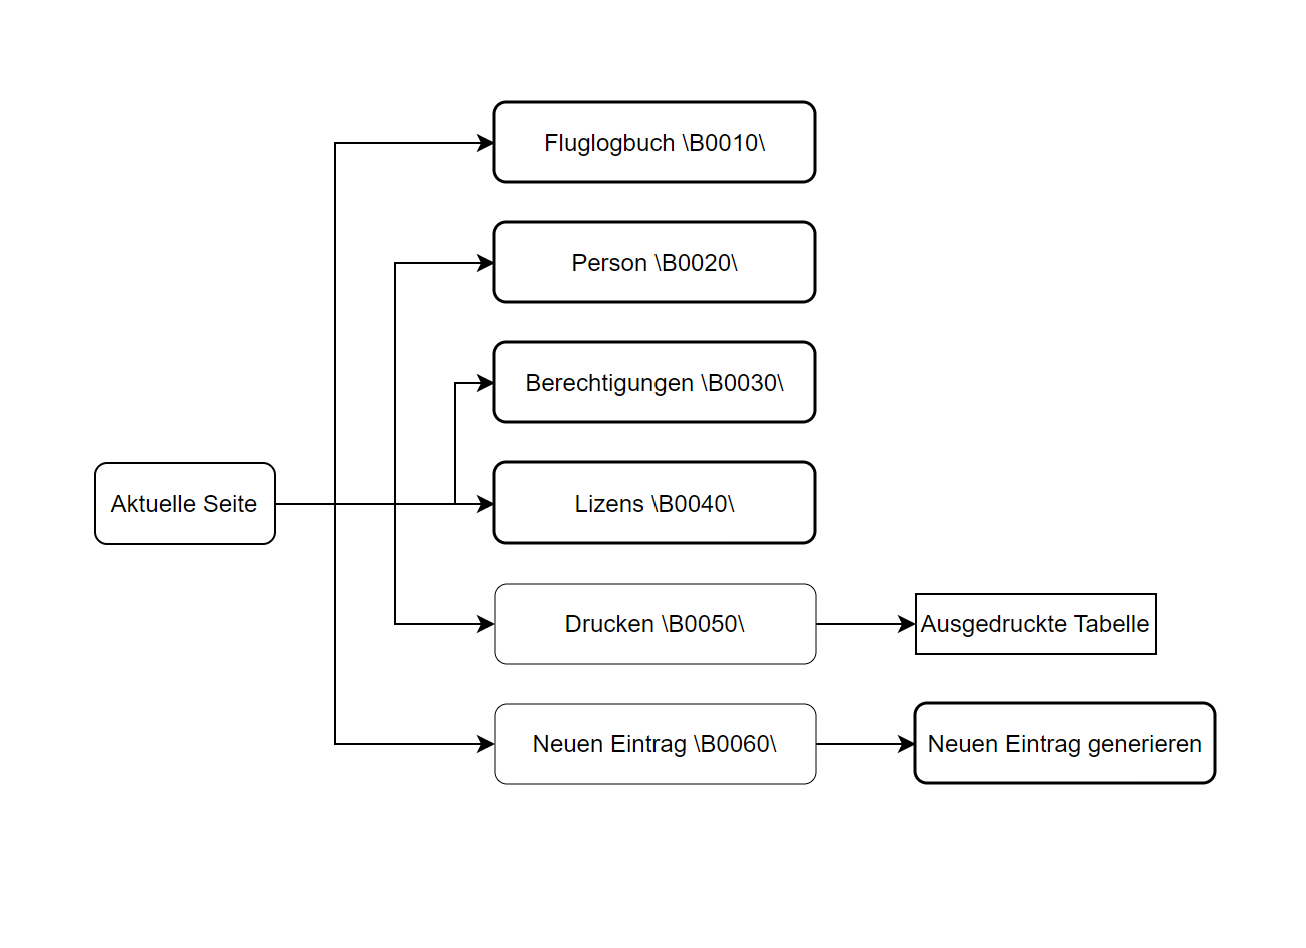 Fluglogbuch \B0010\
Person \B0020\
Berechtigungen \B0030\
Aktuelle Seite
Lizens \B0040\
Drucken \B0050\
Ausgedruckte Tabelle
Neuen Eintrag \B0060\
Neuen Eintrag generieren